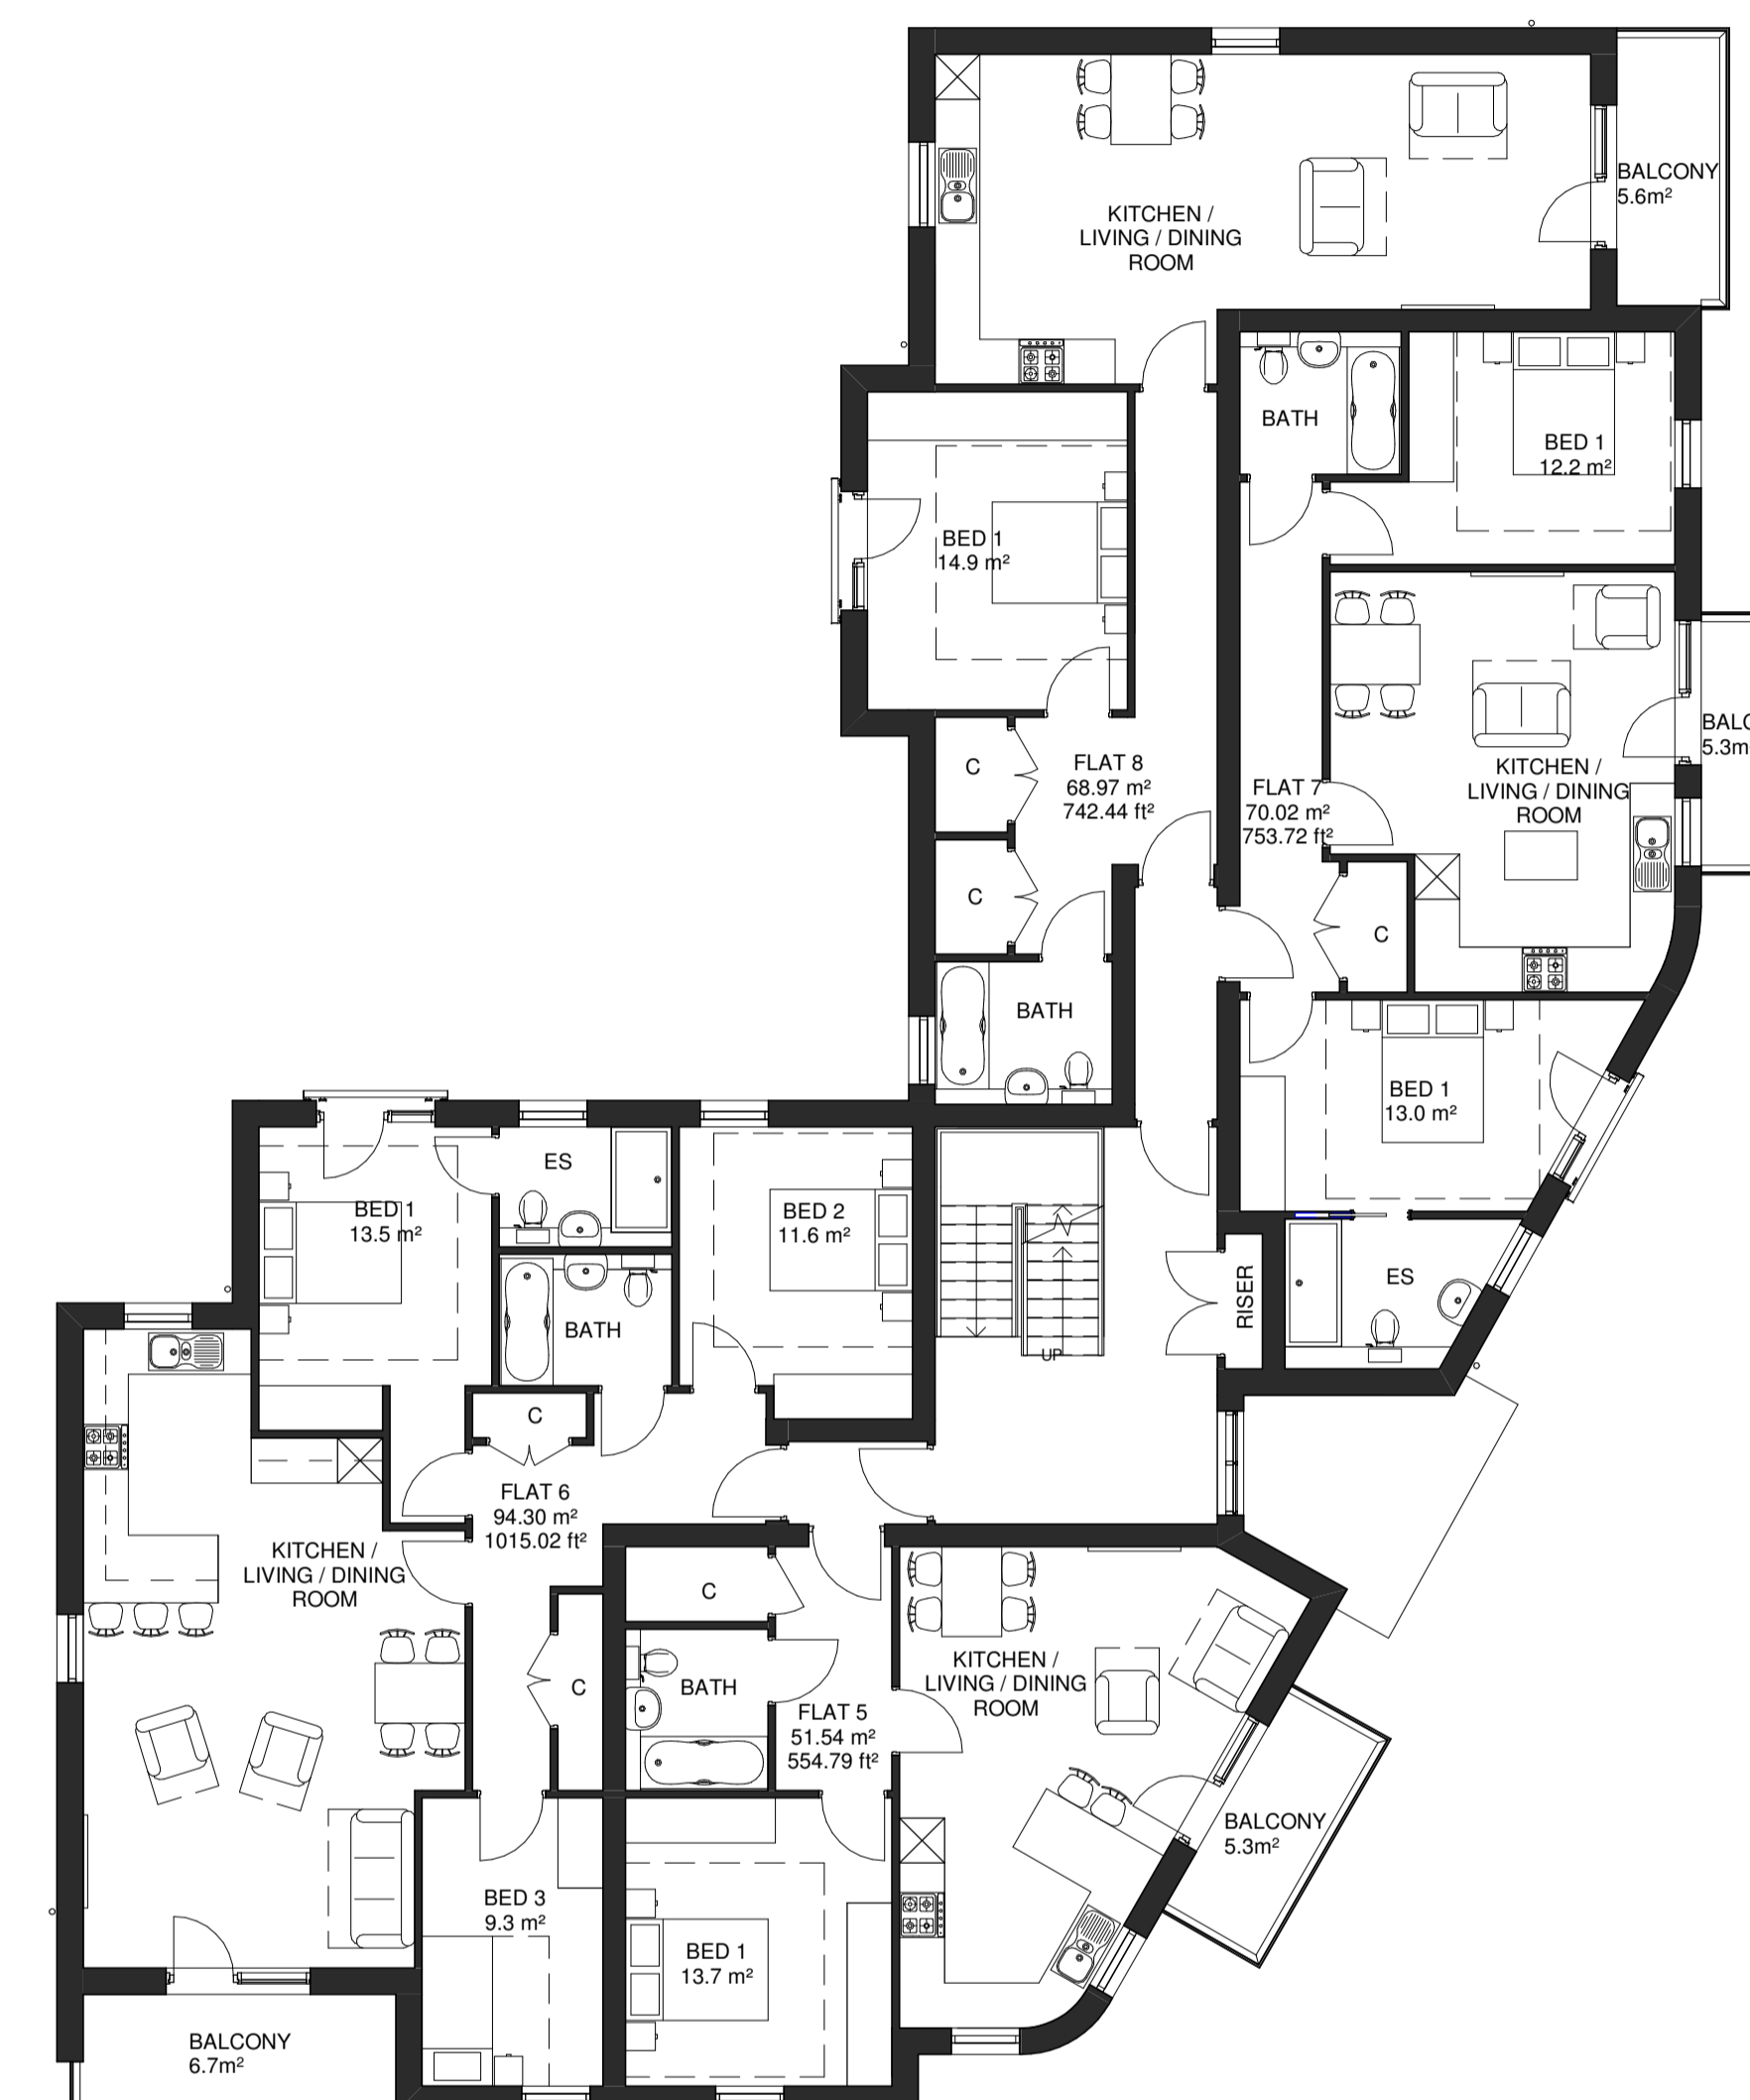 BALCONY
5.6m²
KITCHEN /
LIVING / DINING
ROOM
BATH
BED 1
12.2 m²
BED 1
14.9 m²
C
FLAT 8
68.97 m²
742.44 ft²
FLAT 7
70.02 m²
753.72 ft²
KITCHEN /
LIVING / DINING
ROOM
BALC
5.3m
C
C
BATH
BED 1
13.0 m²
ES
BED 1
13.5 m²
BED 2
11.6 m²
RISER
ES
BATH
UP
C
FLAT 6
94.30 m²
1015.02 ft²
KITCHEN /
LIVING / DINING
ROOM
C
C
BATH
FLAT 5
51.54 m²
554.79 ft²
KITCHEN /
LIVING / DINING
ROOM
BALCONY
5.3m²
BED 3
9.3 m²
BED 1
13.7 m²
BALCONY
6.7m²